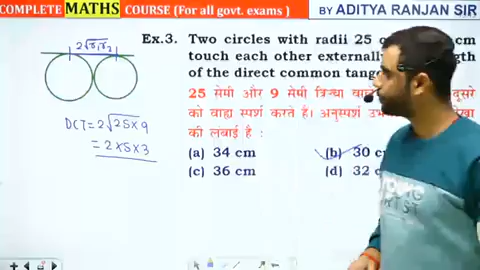 COMPLETE MATHS COURSE (For all govt. exams)
BY ADITYA RANJAN SIR
2√r₁r₂
Ex.3. Two circles with radii 25 cm
touch each other externally
of the direct common
25 सेमी और 9 सेमी त्रिज्या
को वाह्य स्पर्श करते है। अनुस्पर्श
की लंबाई है :
DCT = 2√25×9
= 2×5×3
(a) 34 cm
(b) 30
(c) 36 cm
(d) 32